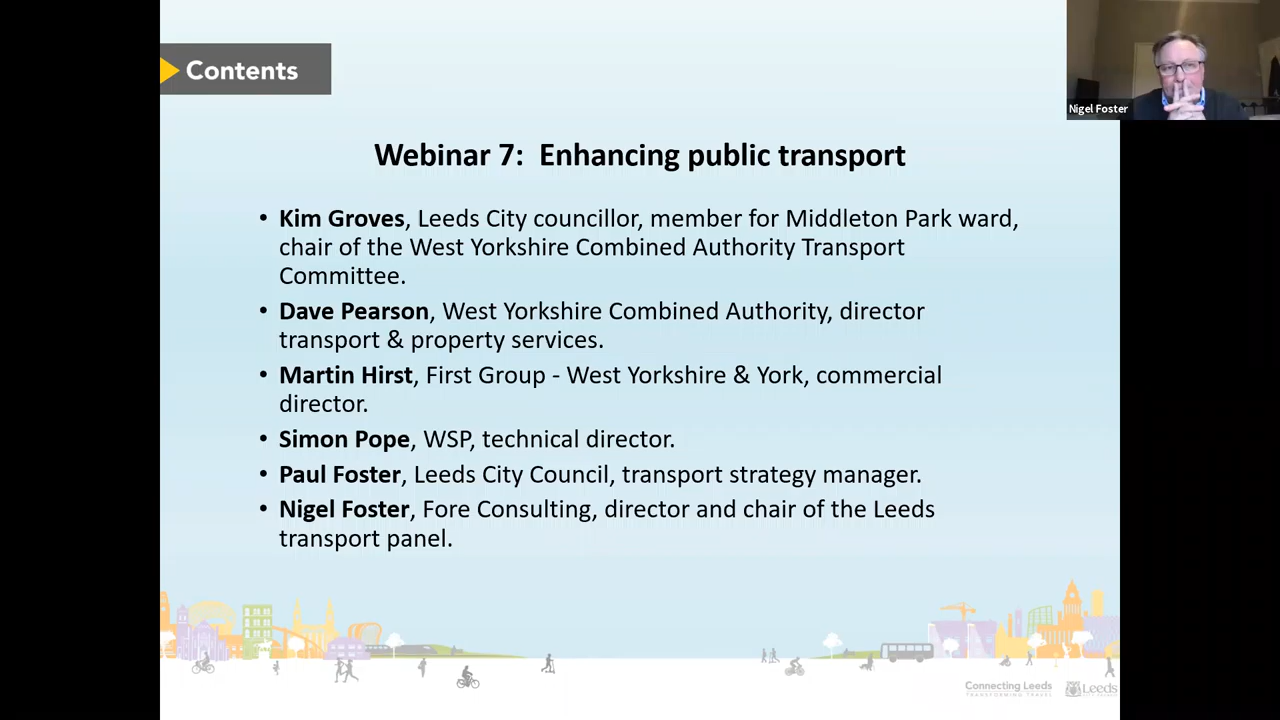 Contents
Nigel Foster
Webinar 7:  Enhancing public transport
• Kim Groves, Leeds City councillor, member for Middleton Park ward,
chair of the West Yorkshire Combined Authority Transport
Committee.
• Dave Pearson, West Yorkshire Combined Authority, director
transport & property services.
• Martin Hirst, First Group - West Yorkshire & York, commercial
director.
• Simon Pope, WSP, technical director.
• Paul Foster, Leeds City Council, transport strategy manager.
• Nigel Foster, Fore Consulting, director and chair of the Leeds
transport panel.
Connecting Leeds
TRANSFORMING TRAVEL
Leeds